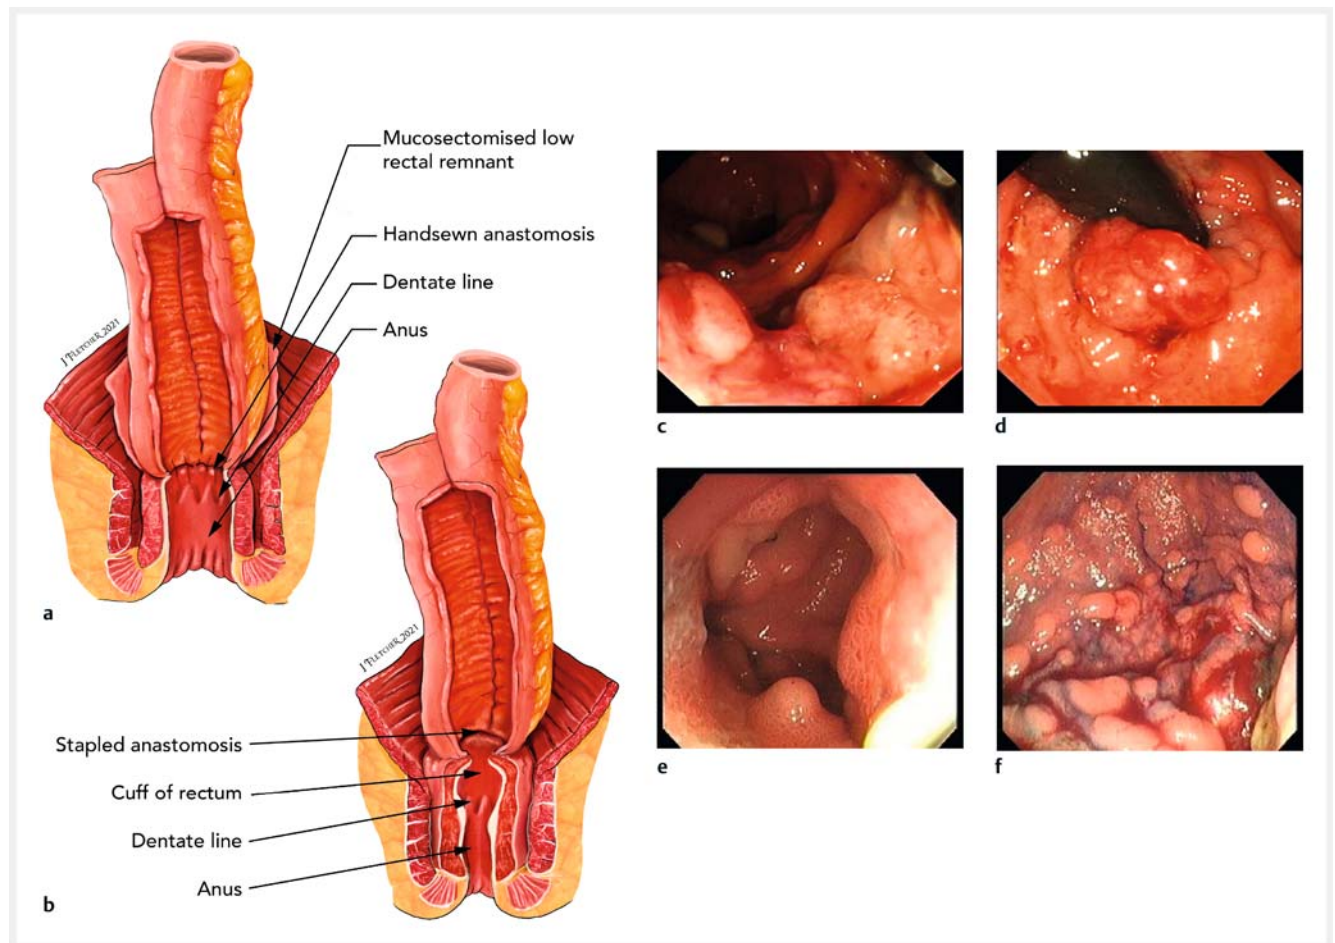 Mucosectomised low
rectal remnant
Handsewn anastomosis
Dentate line
Anus
J FLETCHER 2021
a
J FLETCHER 2021
Stapled anastomosis
Cuff of rectum
Dentate line
Anus
b
c
d
e
f